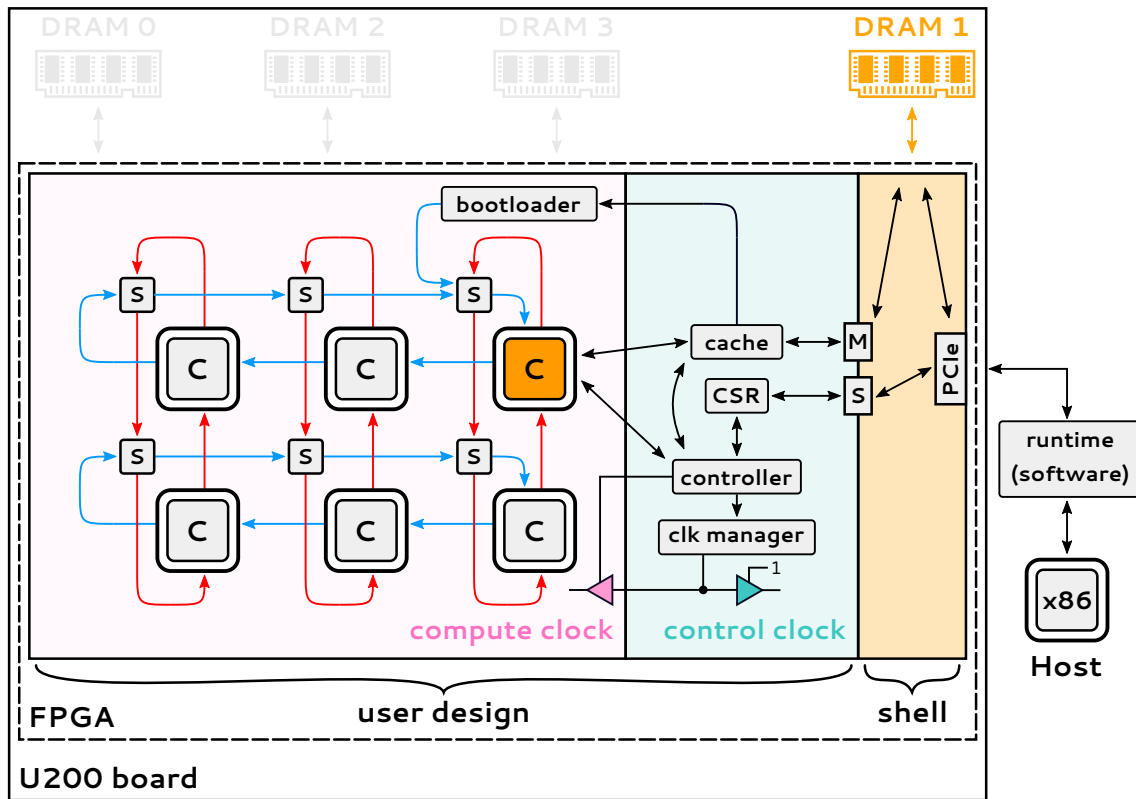 DRAM 0
DRAM 2
DRAM 3
DRAM 1
bootloader
S
S
S
C
C
C
cache
M
CSR
S
PCIe
S
S
S
controller
runtime
(software)
C
C
C
clk manager
1
x86
compute clock
control clock
Host
FPGA
user design
shell
U200 board